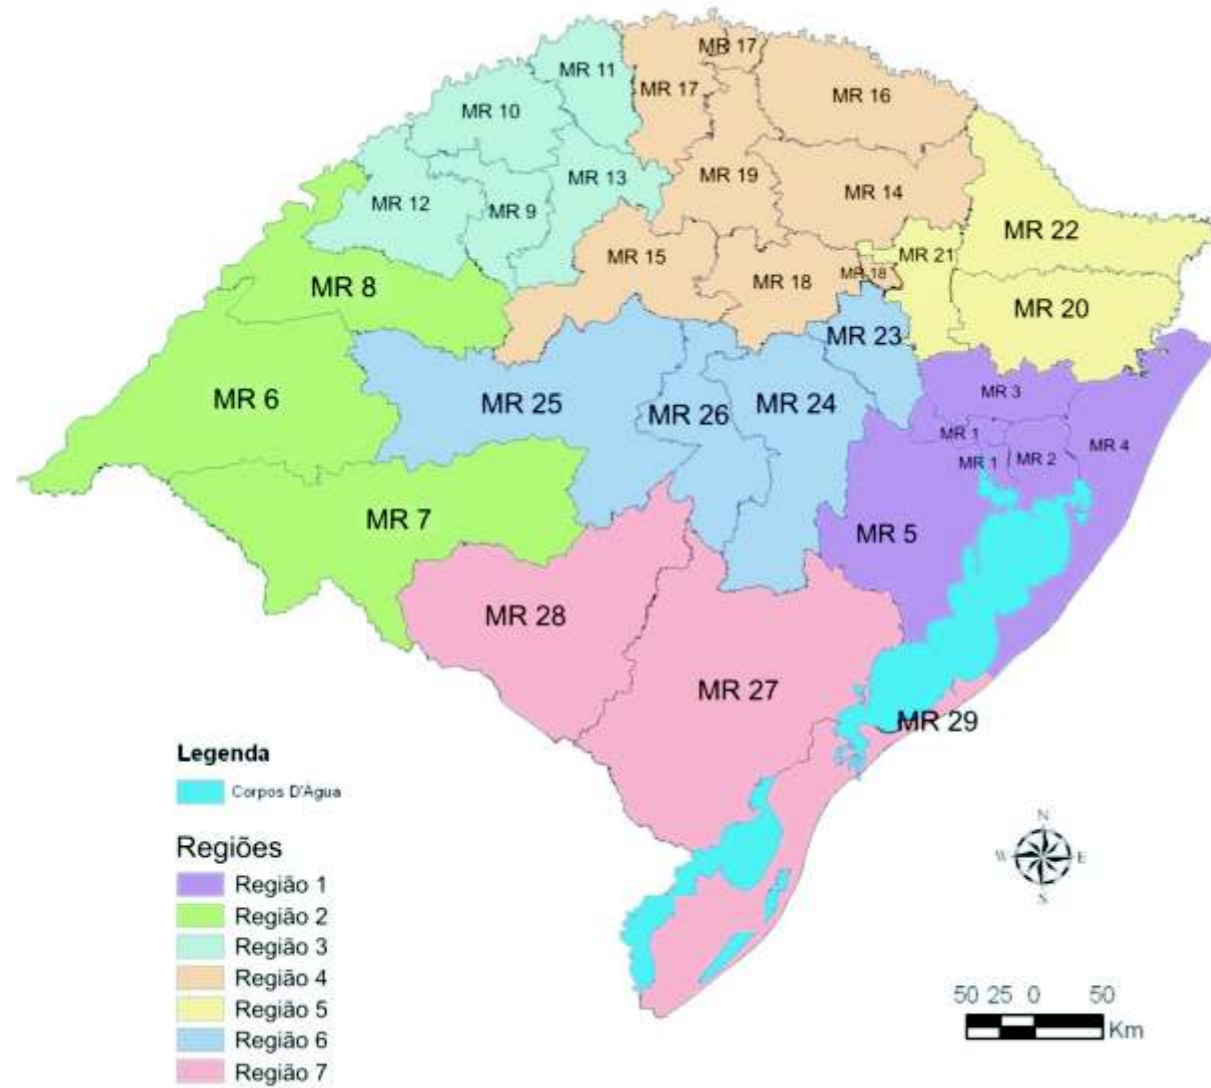 MR 17
MR 11
MR 17
MR 16
MR 10
MR 13
MR 19
MR 14
MR 12
MR 9
MR 22
MR 15
MR 21
MR 8
MR 18
MR 18
MR 20
MR 23
MR 3
MR 6
MR 25
MR 26
MR 24
MR 1
MR 4
MR 1
MR 2
MR 7
MR 5
MR 28
MR 27
MR 29
Legenda
Corpos D'Água
Regiões
Região 1
Região 2
Região 3
Região 4
Região 5
Região 6
Região 7
N
W
E
S
50 25 0 50
Km